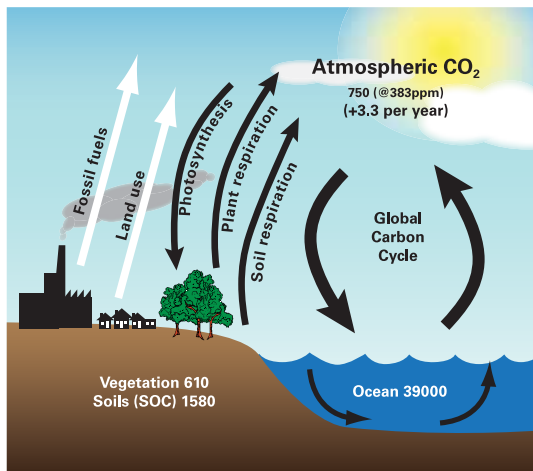 Atmospheric CO₂
750 (@383ppm)
(+3.3 per year)
Fossil fuels
Land use
Photosynthesis
Plant respiration
Soil respiration
Global
Carbon
Cycle
Vegetation 610
Soils (SOC) 1580
Ocean 39000